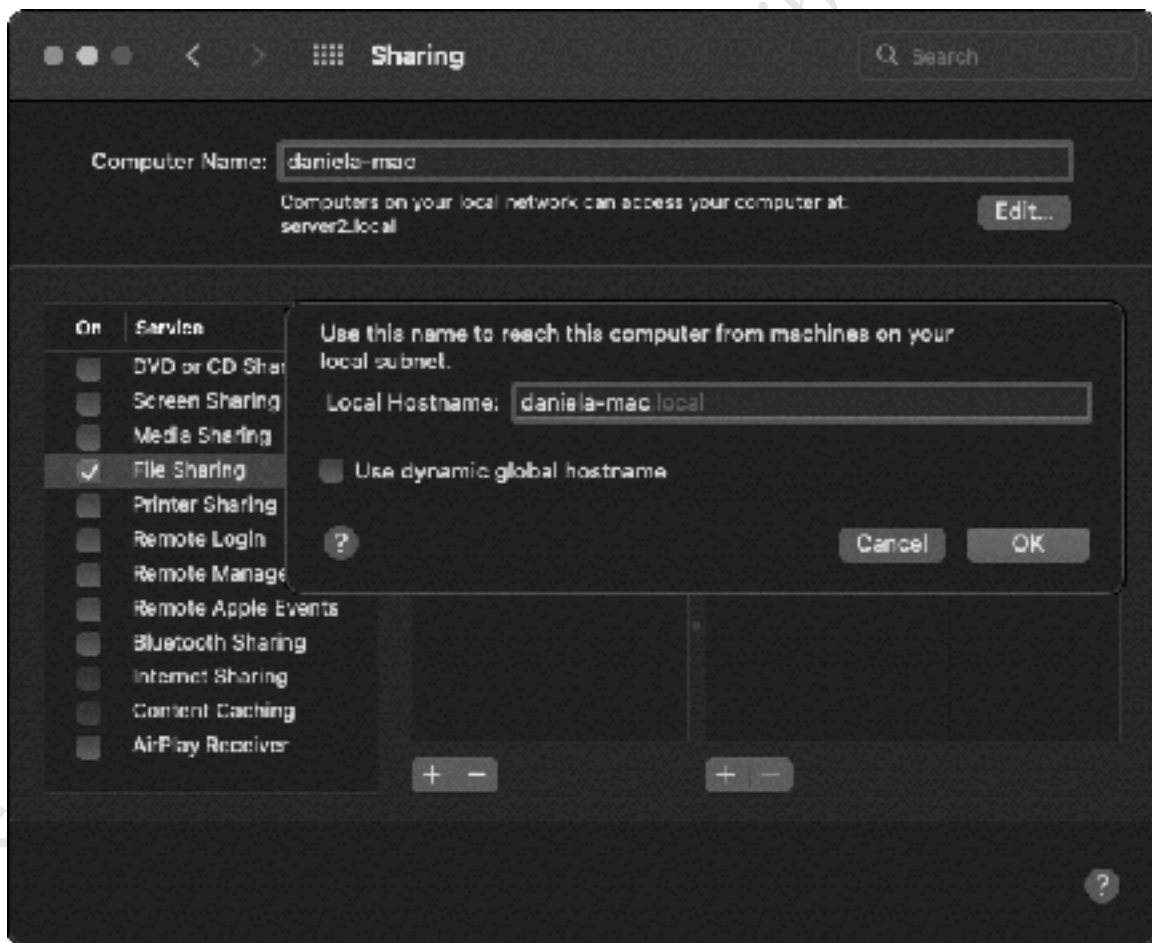 Sharing
Search
Computer Name: daniela-mac
Computers on your local network can access your computer at:
server2.local
Edit...
On Service
DVD or CD Shar
Screen Sharing
Media Sharing
File Sharing
Printer Sharing
Remote Login
Remote Manage
Remote Apple Events
Bluetooth Sharing
Internet Sharing
Content Caching
AirPlay Receiver
Use this name to reach this computer from machines on your
local subnet.
Local Hostname: daniela-mac.local
Use dynamic global hostname
?
Cancel OK
+ − + −
?